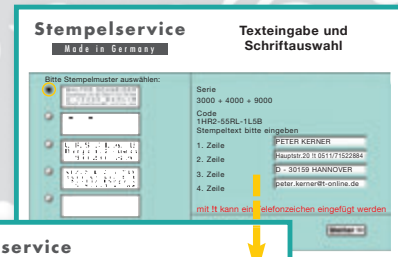 Stempelservice
Made in Germany
Texteingabe und
Schriftauswahl
Bitte Stempelmuster auswählen:
Serie
3000 + 4000 + 9000
Code
1HR2-55RL-1L5B
Stempeltext bitte eingeben
1. Zeile PETER KERNER
2. Zeile Hauptstr.20 !t 0511/71522884
3. Zeile D - 30159 HANNOVER
4. Zeile peter.kerner@t-online.de
mit !t kann ein Telefonzeichen eingefügt werden
service